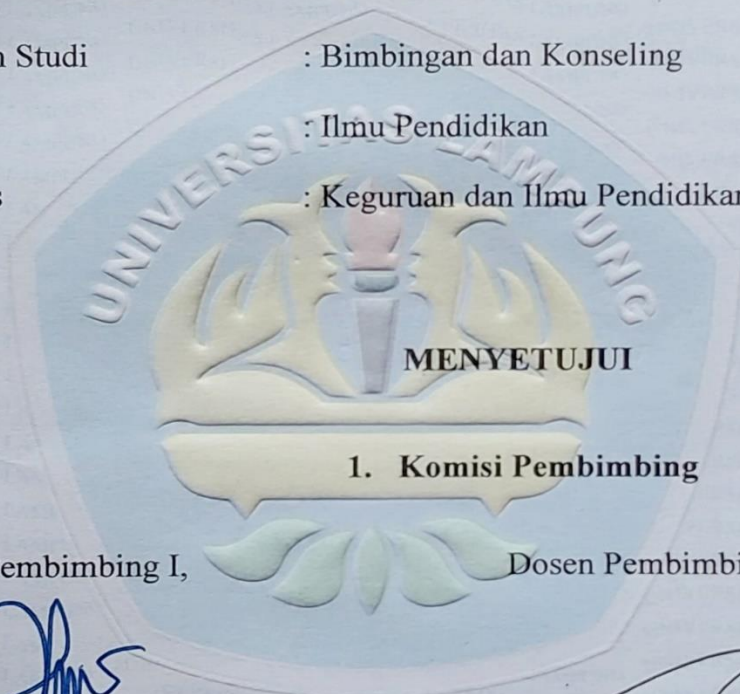 n Studi : Bimbingan dan Konseling
: Ilmu Pendidikan
s : Keguruan dan Ilmu Pendidikan
UNIVERSITAS LAMPUNG
MENYETUJUI
1. Komisi Pembimbing
embimbing I, Dosen Pembimbi